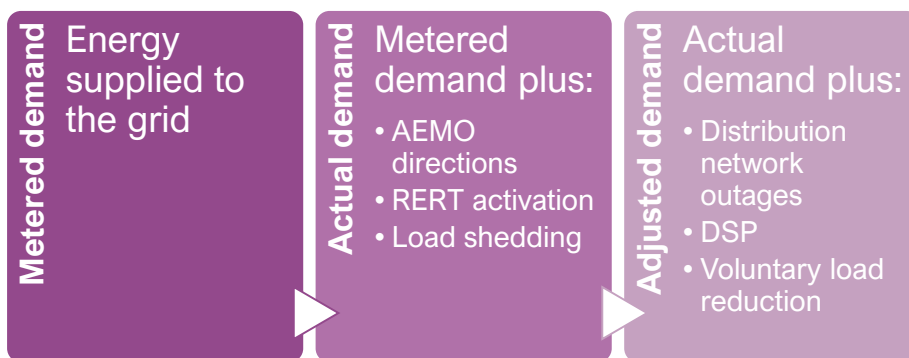 Metered demand
Energy
supplied to
the grid
Actual demand
Metered
demand plus:
• AEMO
directions
• RERT activation
• Load shedding
Adjusted demand
Actual
demand plus:
• Distribution
network
outages
• DSP
• Voluntary load
reduction